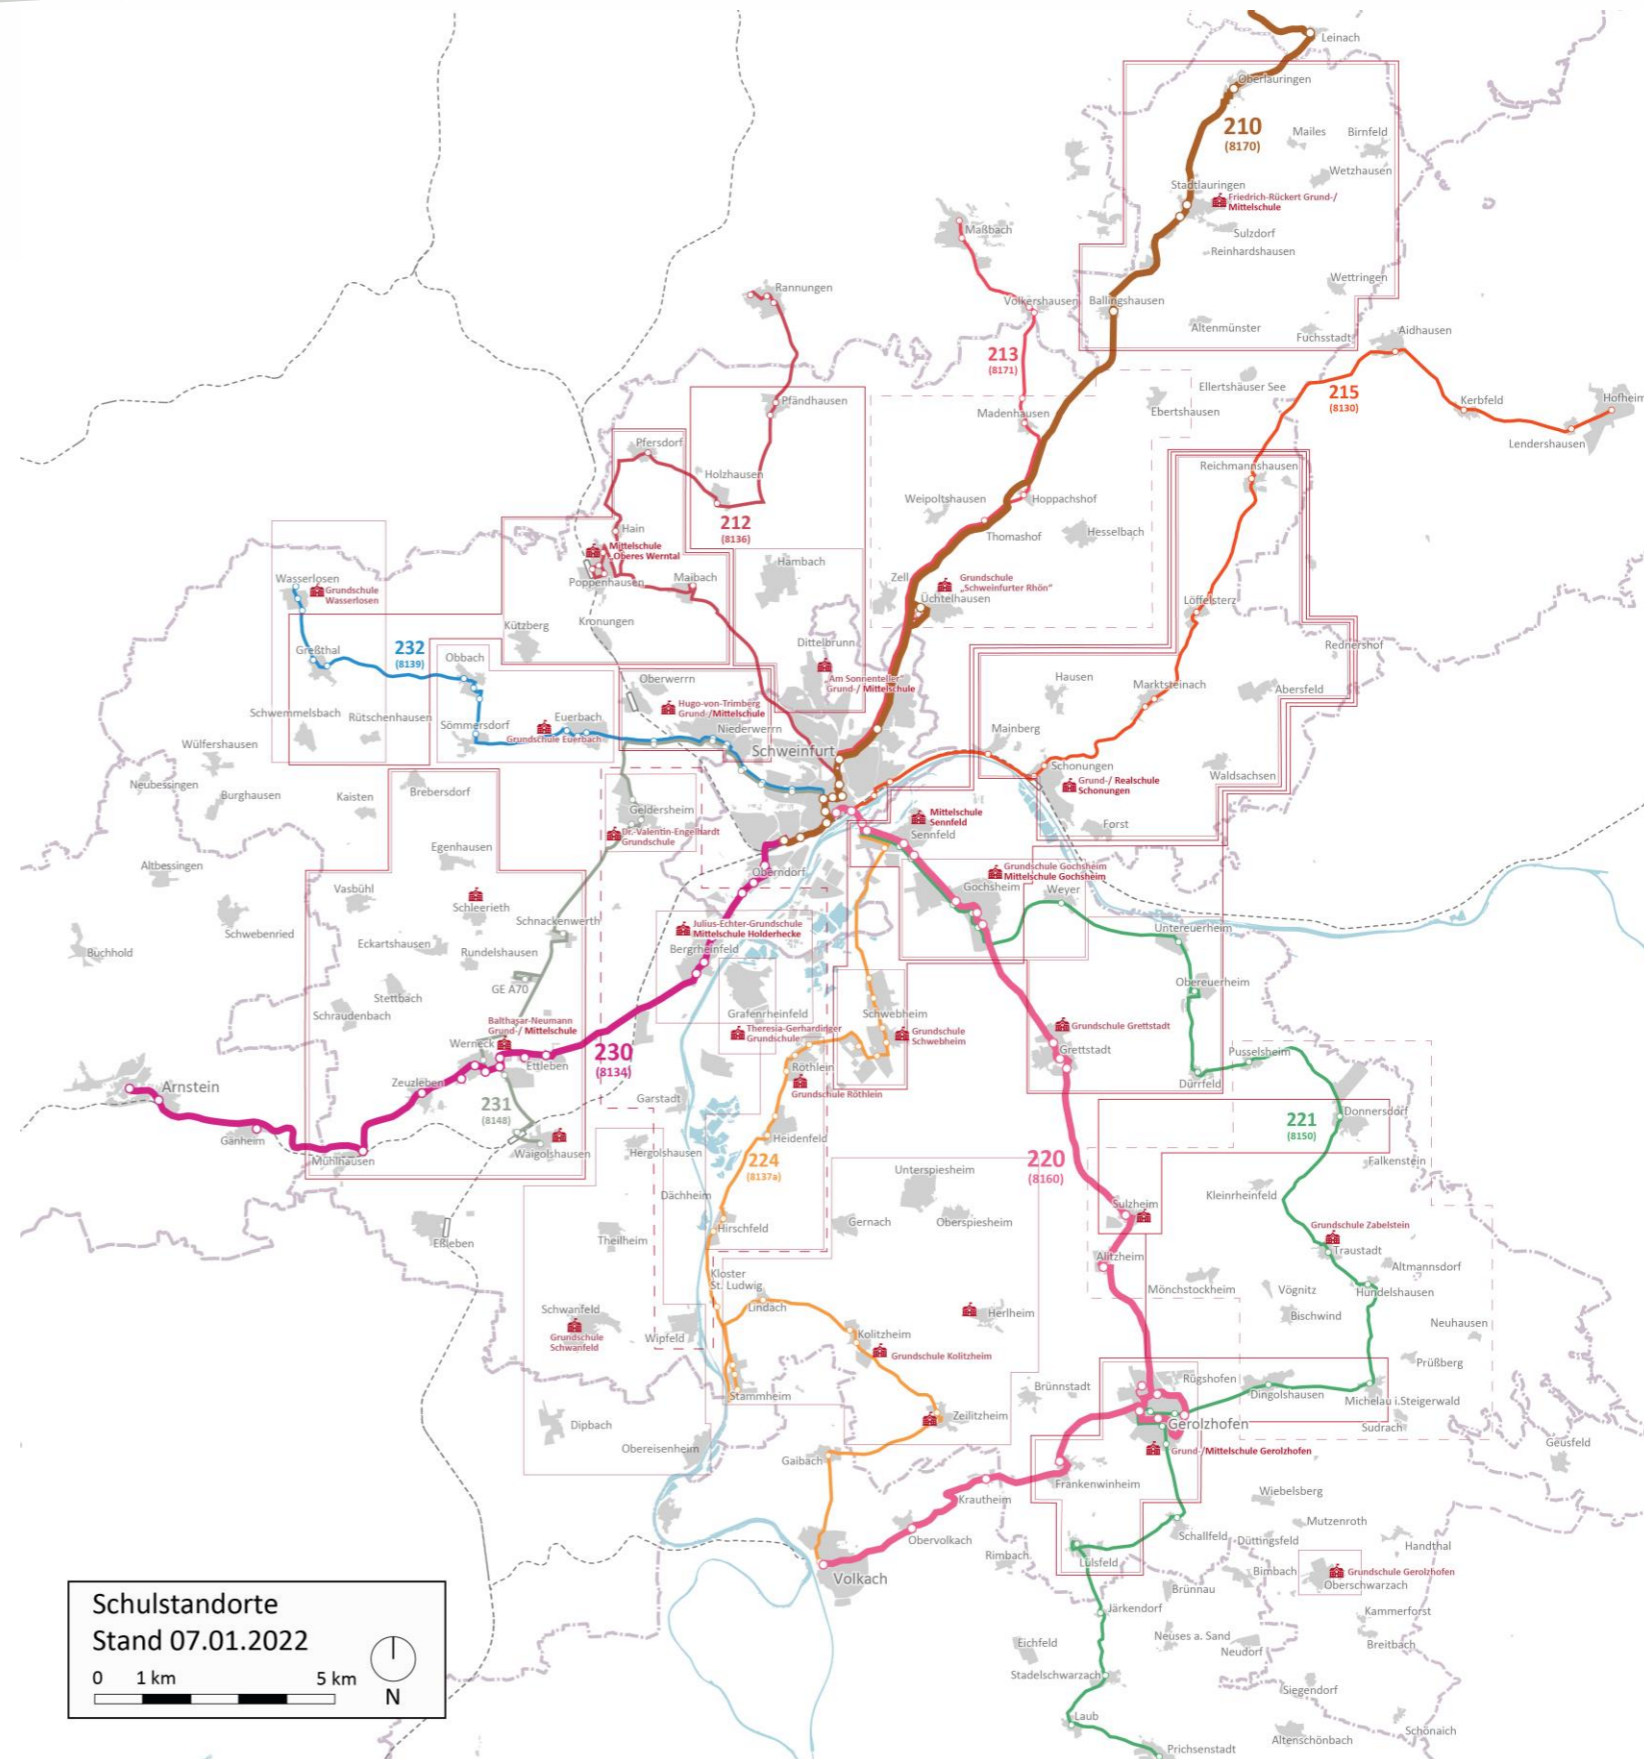 Leinach
Oberlauringen
210
(8170)
Mailes
Birnfeld
Wetzhausen
Stadtlauringen
Friedrich-Rückert Grund-/
Mittelschule
Sulzdorf
Reinhardshausen
Maßbach
Wettringen
Rannungen
Volkershausen
Ballingshausen
Altenmünster
Fuchsstadt
Aidhausen
213
(8171)
Ellertshäuser See
215
(8130)
Pfändhausen
Madenhausen
Ebertshausen
Kerbfeld
Hofheim
Lendershausen
Pfersdorf
Holzhausen
Reichmannshausen
Weipoltshausen
Hoppachshof
212
(8136)
Hain
Thomashof
Hesselbach
Mittelschule
Oberes Werntal
Poppenhausen
Maibach
Hambach
Zell
Grundschule
„Schweinfurter Rhön“
Üchtelhausen
Wasserlosen
Grundschule
Wasserlosen
Löffelsterz
Kützberg
Kronungen
Dittelbrunn
Rednershof
Greßthal
232
(8139)
Obbach
Oberwerrn
„Am Sonnenteller“
Grund-/ Mittelschule
Hausen
Marktsteinach
Abersfeld
Schwemmelsbach
Rütschenhausen
Sömmersdorf
Euerbach
Grundschule Euerbach
Hugo-von-Trimberg
Grund-/Mittelschule
Niederwerrn
Mainberg
Wülfershausen
Schweinfurt
Schonungen
Waldsachsen
Grund-/ Realschule
Schonungen
Neubessingen
Burghausen
Kaisten
Brebersdorf
Geldersheim
Mittelschule
Sennfeld
Sennfeld
Forst
Dr.-Valentin-Engelhardt
Grundschule
Egenhausen
Altbessingen
Oberndorf
Grundschule Gochsheim
Mittelschule Gochsheim
Gochsheim
Weyer
Vasbühl
Schleerieth
Schnackenwerth
Julius-Echter-Grundschule
Mittelschule Holderhecke
Bergrheinfeld
Untereuerheim
Schwebenried
Buchhold
Eckartshausen
Rundelshausen
GE A70
Obereuerheim
Stettbach
Schraudenbach
Grafenrheinfeld
Schwebheim
Balthasar-Neumann
Grund-/ Mittelschule
Theresia-Gerhardinger
Grundschule
Grundschule
Schwebheim
Grundschule Grettstadt
Grettstadt
Werneck
Ettleben
230
(8134)
Röthlein
Grundschule Röthlein
Pusselsheim
Dürrfeld
Arnstein
Zeuzleben
231
(8148)
Garstadt
221
(8150)
Donnersdorf
Gänheim
Mühlhausen
Waigolshausen
Hergolshausen
Heidenfeld
224
(8137a)
Unterspiesheim
220
(8160)
Falkenstein
Kleinrheinfeld
Dächheim
Sulzheim
Eßleben
Theilheim
Hirschfeld
Gernach
Oberspiesheim
Grundschule Zabelstein
Traustadt
Alitzheim
Altmannsdorf
Kloster
St. Ludwig
Mönchstockheim
Vögnitz
Hundelshausen
Schwanfeld
Grundschule
Schwanfeld
Wipfeld
Lindach
Herlheim
Bischwind
Neuhausen
Kolitzheim
Grundschule Kolitzheim
Prüßberg
Stammheim
Brünnstadt
Rügshofen
Dingolshausen
Michelau i.Steigerwald
Dipbach
Zeilitzheim
Gerolzhofen
Sudrach
Obereisenheim
Gaibach
Grund-/Mittelschule Gerolzhofen
Geusfeld
Frankenwinheim
Krautheim
Wiebelsberg
Obervolkach
Schallfeld
Mutzenroth
Düttingsfeld
Handthal
Rimbach
Lülsfeld
Bimbach
Grundschule Gerolzhofen
Oberschwarzach
Volkach
Brünnau
Järkendorf
Kammerforst
Neuses a. Sand
Breitbach
Eichfeld
Neudorf
Stadelschwarzach
Siegendorf
Laub
Schönaich
Altenschönbach
Prichsenstadt
Schulstandorte
Stand 07.01.2022
0 1 km 5 km
N